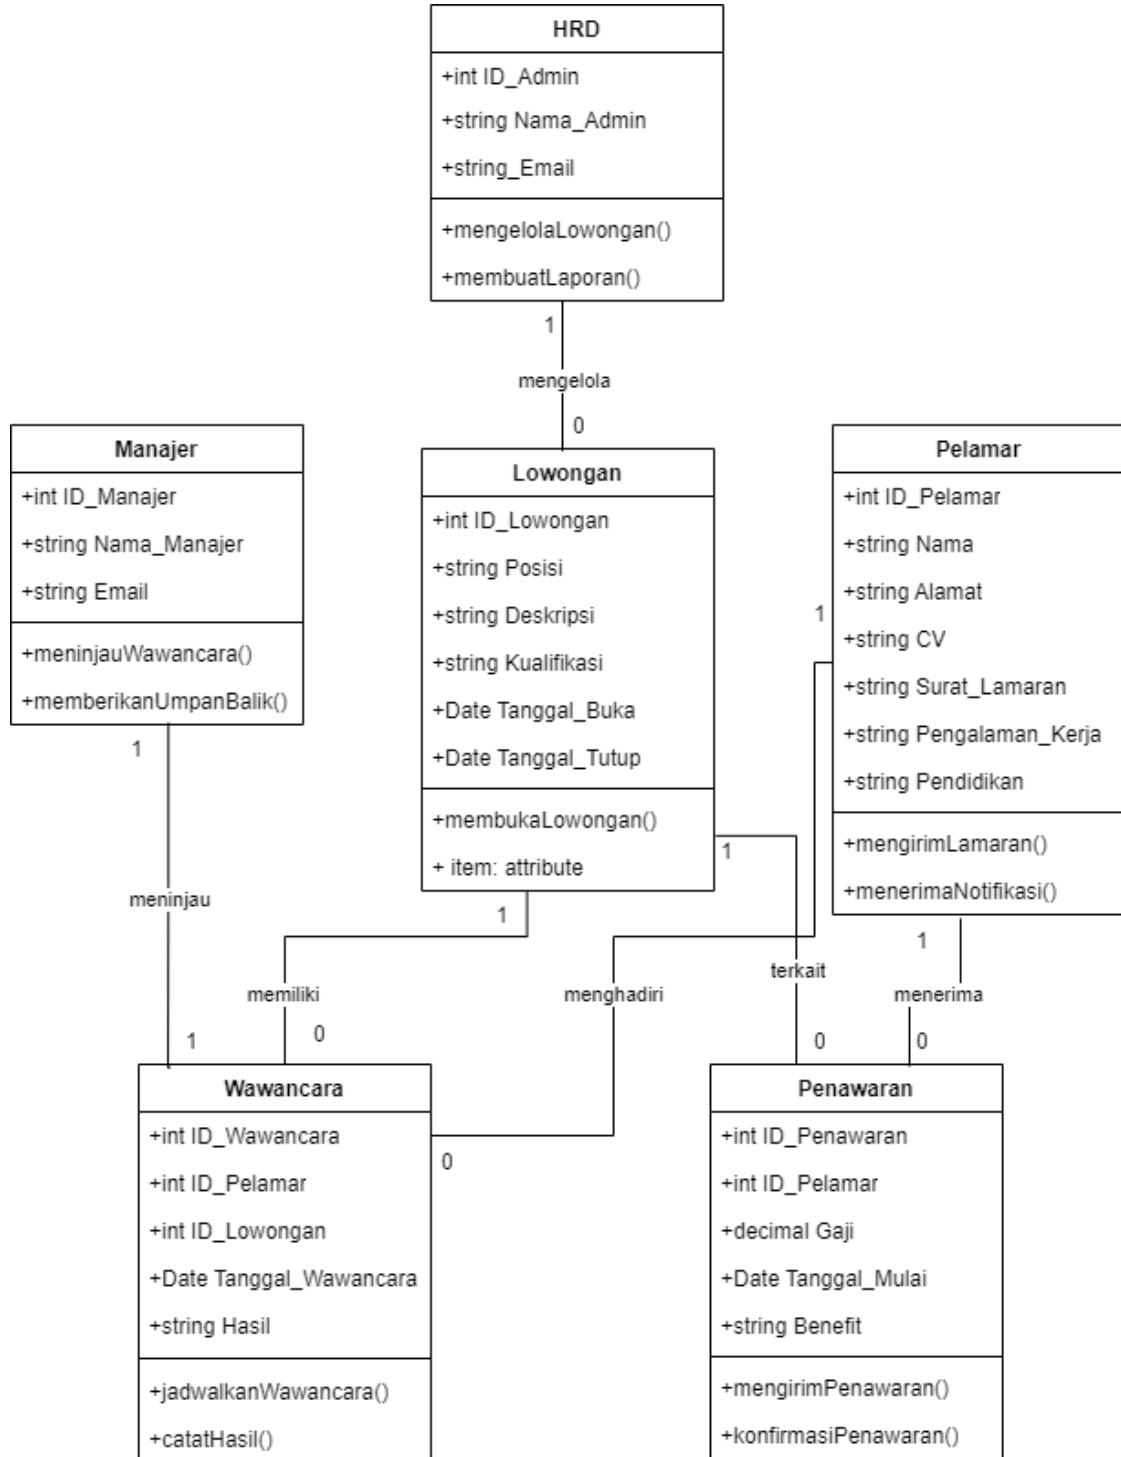 HRD
+int ID_Admin
+string Nama_Admin
+string_Email
+mengelolaLowongan()
+membuatLaporan()
1
mengelola
0
Manajer
+int ID_Manajer
+string Nama_Manajer
+string Email
+meninjauWawancara()
+memberikanUmpanBalik()
1
meninjau
1
Lowongan
+int ID_Lowongan
+string Posisi
+string Deskripsi
+string Kualifikasi
+Date Tanggal_Buka
+Date Tanggal_Tutup
+membukaLowongan()
+ item: attribute
1
memiliki
0
1
terkait
0
Pelamar
+int ID_Pelamar
+string Nama
+string Alamat
+string CV
+string Surat_Lamaran
+string Pengalaman_Kerja
+string Pendidikan
+mengirimLamaran()
+menerimaNotifikasi()
1
menghadiri
0
1
menerima
0
Wawancara
+int ID_Wawancara
+int ID_Pelamar
+int ID_Lowongan
+Date Tanggal_Wawancara
+string Hasil
+jadwalkanWawancara()
+catatHasil()
Penawaran
+int ID_Penawaran
+int ID_Pelamar
+decimal Gaji
+Date Tanggal_Mulai
+string Benefit
+mengirimPenawaran()
+konfirmasiPenawaran()